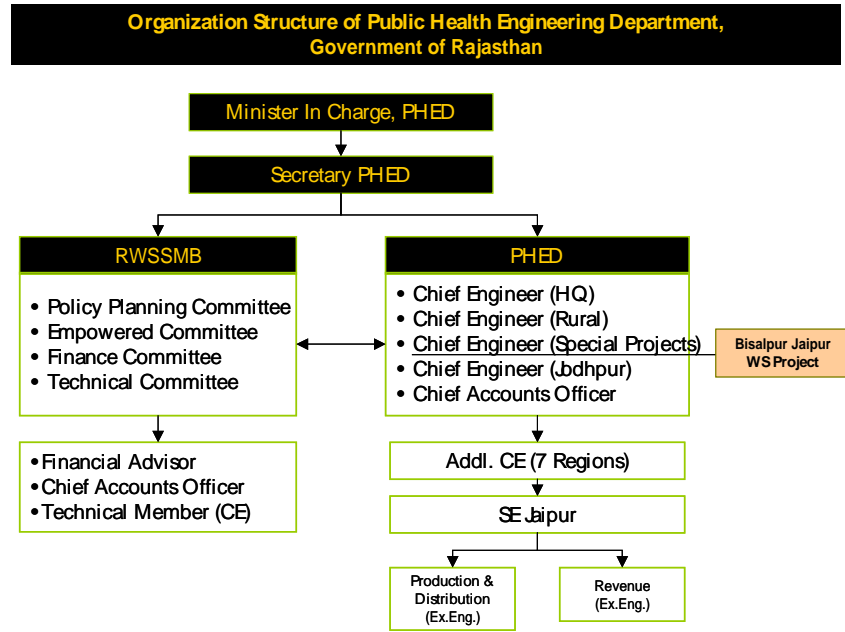 Organization Structure of Public Health Engineering Department,
Government of Rajasthan
Minister In Charge, PHED
Secretary PHED
RWSSMB
• Policy Planning Committee
• Empowered Committee
• Finance Committee
• Technical Committee
PHED
• Chief Engineer (HQ)
• Chief Engineer (Rural)
• Chief Engineer (Special Projects)
• Chief Engineer (Jodhpur)
• Chief Accounts Officer
Bisalpur Jaipur
WS Project
• Financial Advisor
• Chief Accounts Officer
• Technical Member (CE)
Addl. CE (7 Regions)
SE Jaipur
Production &
Distribution
(Ex.Eng.)
Revenue
(Ex.Eng.)